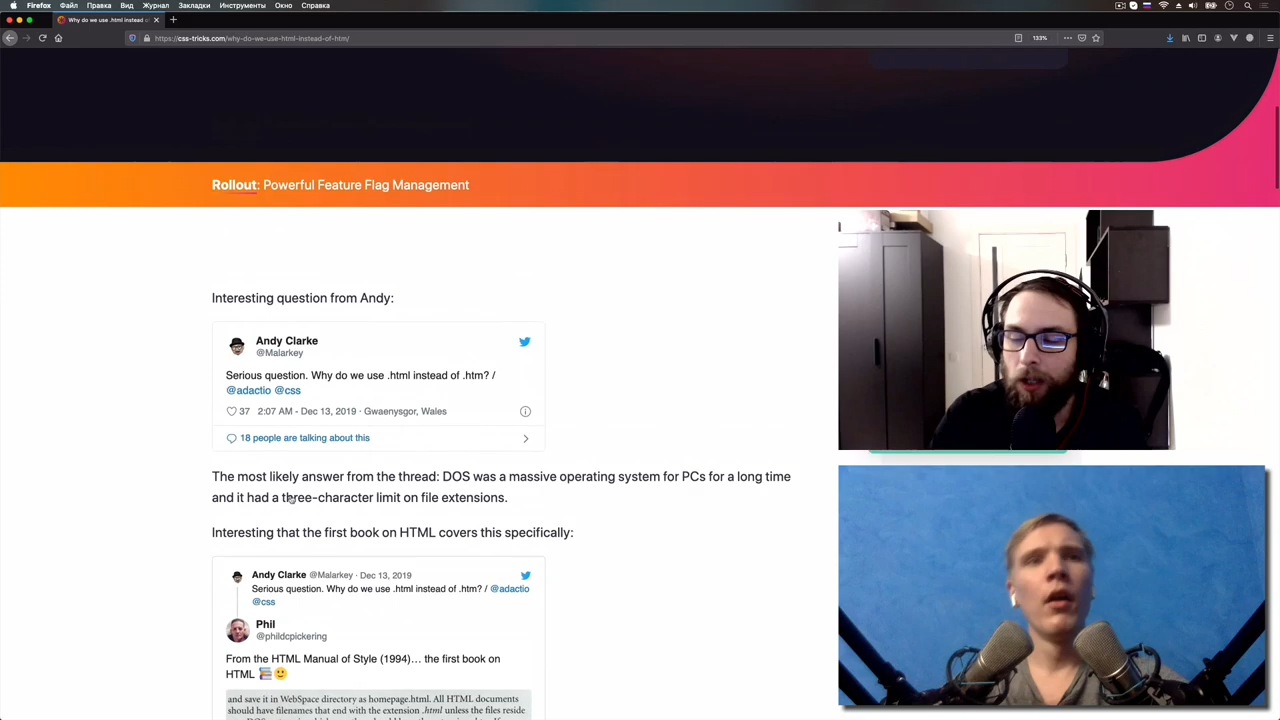 Firefox Файл Правка Вид Журнал Закладки Инструменты Окно Справка
Why do we use .html instead of
https://css-tricks.com/why-do-we-use-html-instead-of-htm/
133%
Rollout: Powerful Feature Flag Management
Interesting question from Andy:
Andy Clarke
@Malarkey
Serious question. Why do we use .html instead of .htm? /
@adactio @css
37 2:07 AM - Dec 13, 2019 · Gwaenysgor, Wales
18 people are talking about this
The most likely answer from the thread: DOS was a massive operating system for PCs for a long time
and it had a three-character limit on file extensions.
Interesting that the first book on HTML covers this specifically:
Andy Clarke @Malarkey · Dec 13, 2019
Serious question. Why do we use .html instead of .htm? / @adactio
@css
Phil
@phildcpickering
From the HTML Manual of Style (1994)… the first book on
HTML 📚🙂
and save it in WebSpace directory as homepage.html. All HTML documents
should have filenames that end with the extension .html unless the files reside